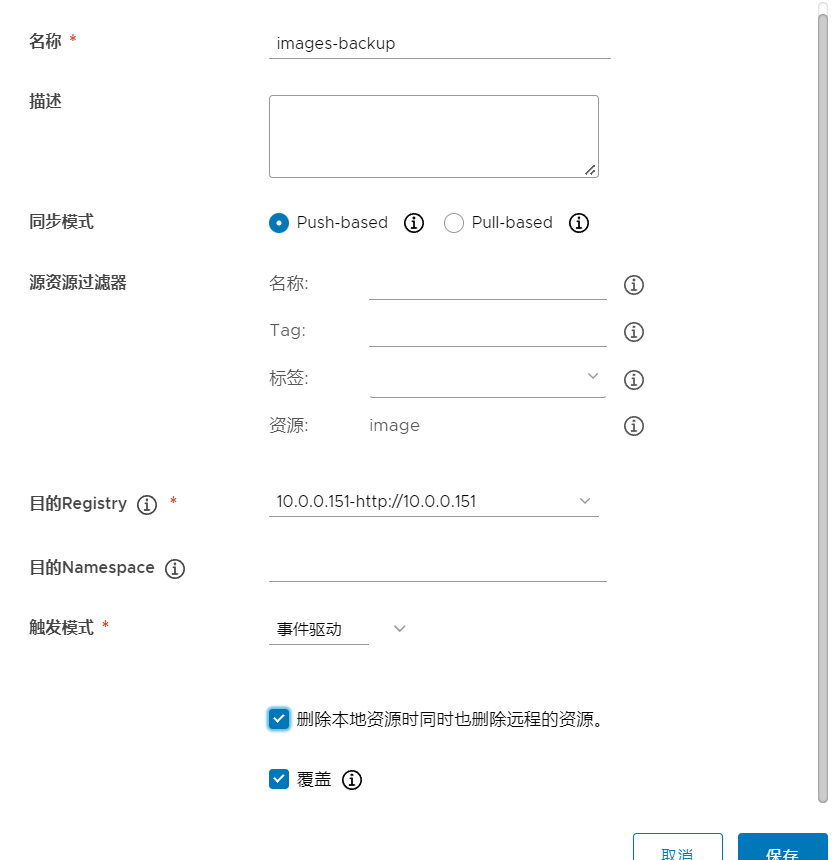 名称 *
images-backup
描述
同步模式
Push-based
Pull-based
源资源过滤器
名称:
Tag:
标签:
资源:
image
目的Registry *
10.0.0.151-http://10.0.0.151
目的Namespace
触发模式 *
事件驱动
删除本地资源时同时也删除远程的资源。
覆盖
取消
保存